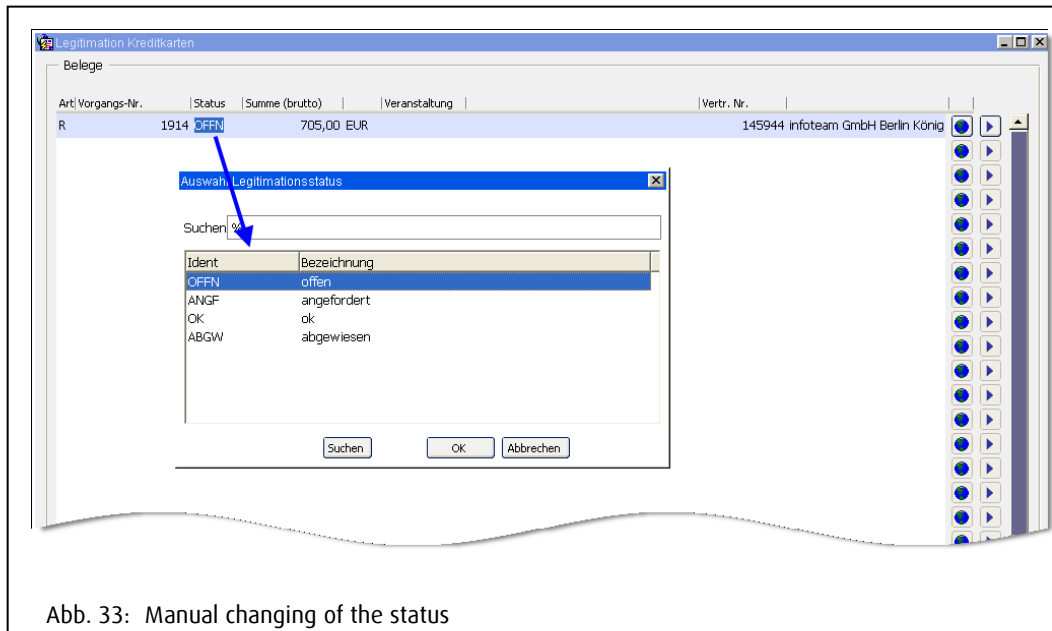 Legitimation Kreditkarten
Belege
Art Vorgangs-Nr. Status Summe (brutto) Veranstaltung Vertr. Nr.
R 1914 OFFN 705,00 EUR 145944 infoteam GmbH Berlin König
Auswahl Legitimationsstatus
Suchen %
Ident Bezeichnung
OFFN offen
ANGF angefordert
OK ok
ABGW abgewiesen
Suchen OK Abbrechen
Abb. 33: Manual changing of the status